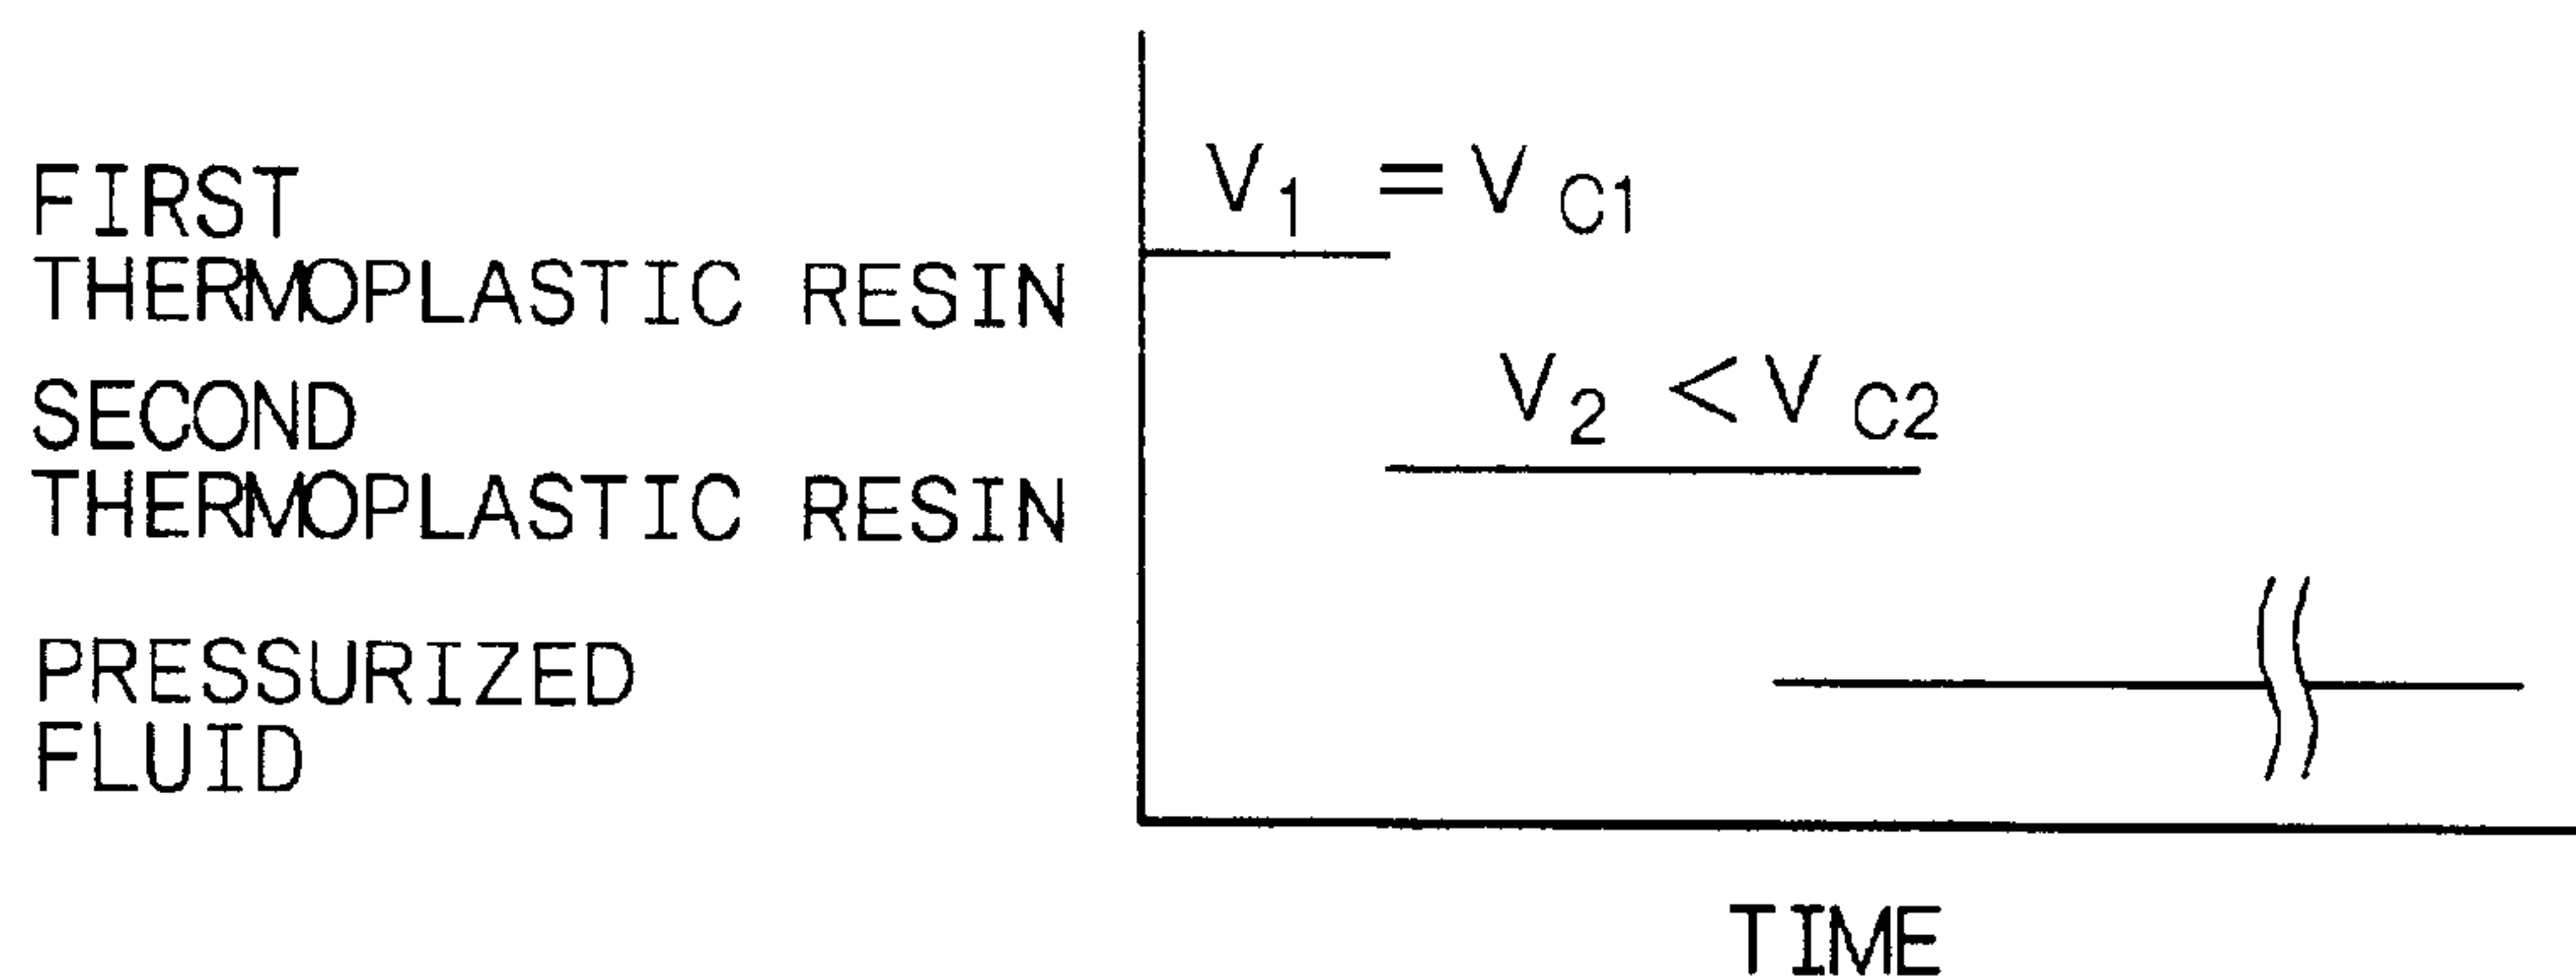 FIRST
THERMOPLASTIC RESIN
V1 = VC1
SECOND
THERMOPLASTIC RESIN
V2 < VC2
PRESSURIZED
FLUID
TIME